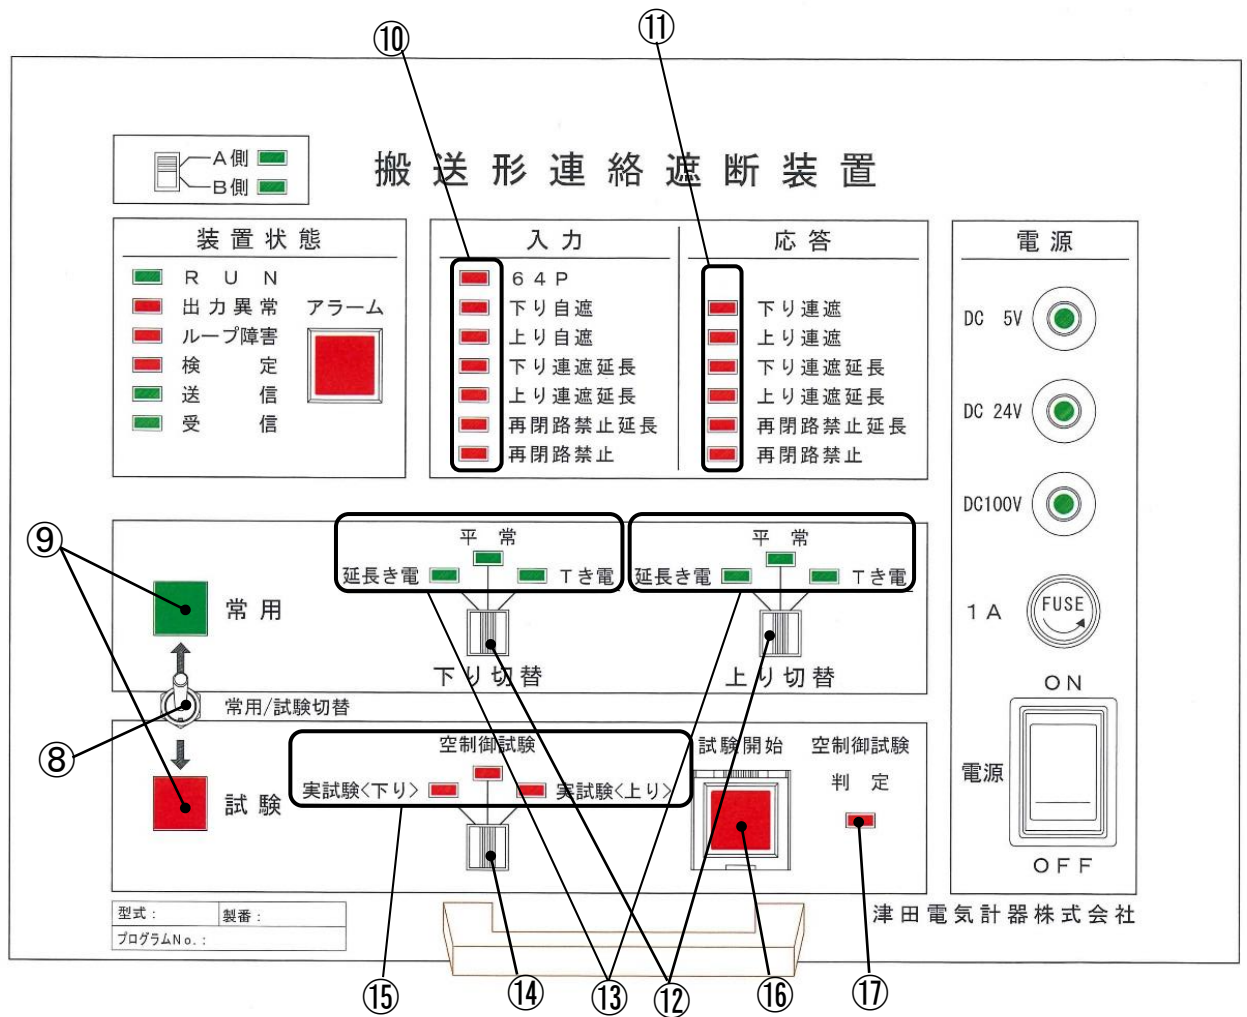 ⑩
⑪
A側
B側
搬送形連絡遮断装置
装置状態
RUN
出力異常
ループ障害
検定
送信
受信
アラーム
入力
64P
下り自遮
上り自遮
下り連遮延長
上り連遮延長
再閉路禁止延長
再閉路禁止
応答
下り連遮
上り連遮
下り連遮延長
上り連遮延長
再閉路禁止延長
再閉路禁止
電源
DC 5V
DC 24V
DC100V
1A
FUSE
ON
電源
OFF
⑨
常用
平常
延長き電
Tき電
下り切替
平常
延長き電
Tき電
上り切替
常用/試験切替
⑧
試験
空制御試験
実試験<下り>
実試験<上り>
試験開始
空制御試験
判定
型式:
製番:
プログラムNo.:
津田電気計器株式会社
⑮
⑭
⑬
⑫
⑯
⑰